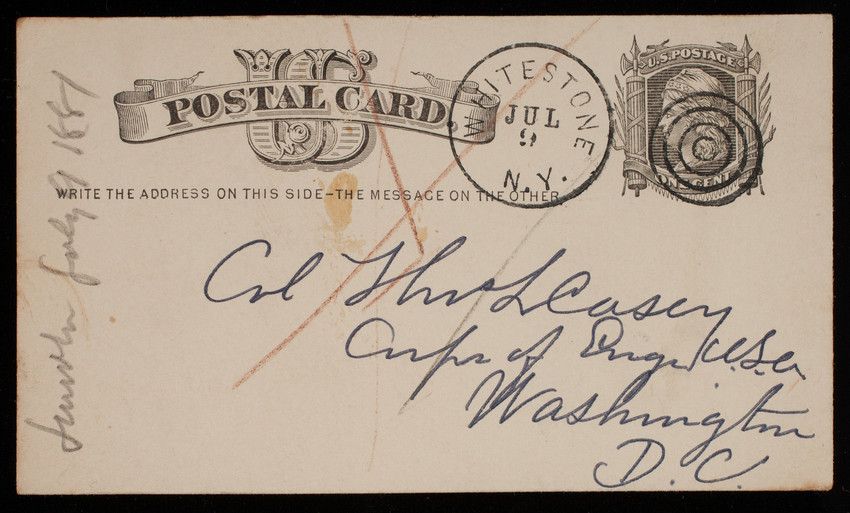 US
POSTAL CARD.
WRITE THE ADDRESS ON THIS SIDE–THE MESSAGE ON THE OTHER
WHITESTONE
JUL
9
N.Y.
U.S. POSTAGE
ONE CENT
Col Thos L Casey
Corps of Engrs U.S.a.
Washington
D.C.
July 9 1881